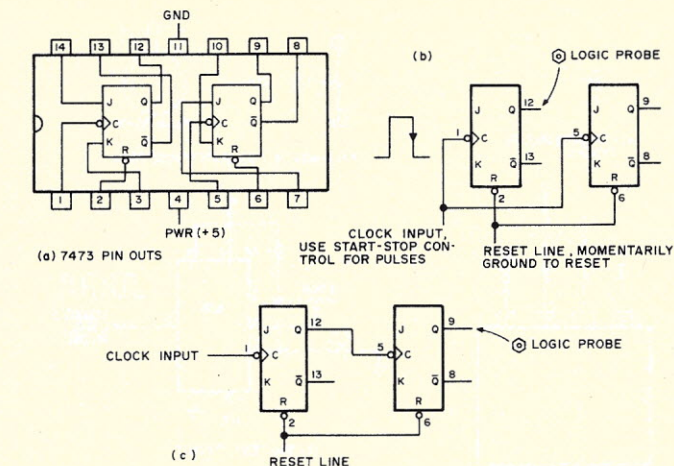 GND
14 13 12 11 10 9 8
J Q J Q
C C
K Q̅ K Q̅
R R
1 2 3 4 5 6 7
PWR (+5)
(a) 7473 PIN OUTS
(b)
LOGIC PROBE
J Q 12 J Q 9
1 C 5 C
K Q̅ 13 K Q̅ 8
R R
2 6
CLOCK INPUT,
USE START-STOP CON-
TROL FOR PULSES
RESET LINE, MOMENTARILY
GROUND TO RESET
J Q 12 J Q 9
LOGIC PROBE
CLOCK INPUT 1 C 5 C
K Q̅ 13 K Q̅ 8
R R
2 6
(c)
RESET LINE